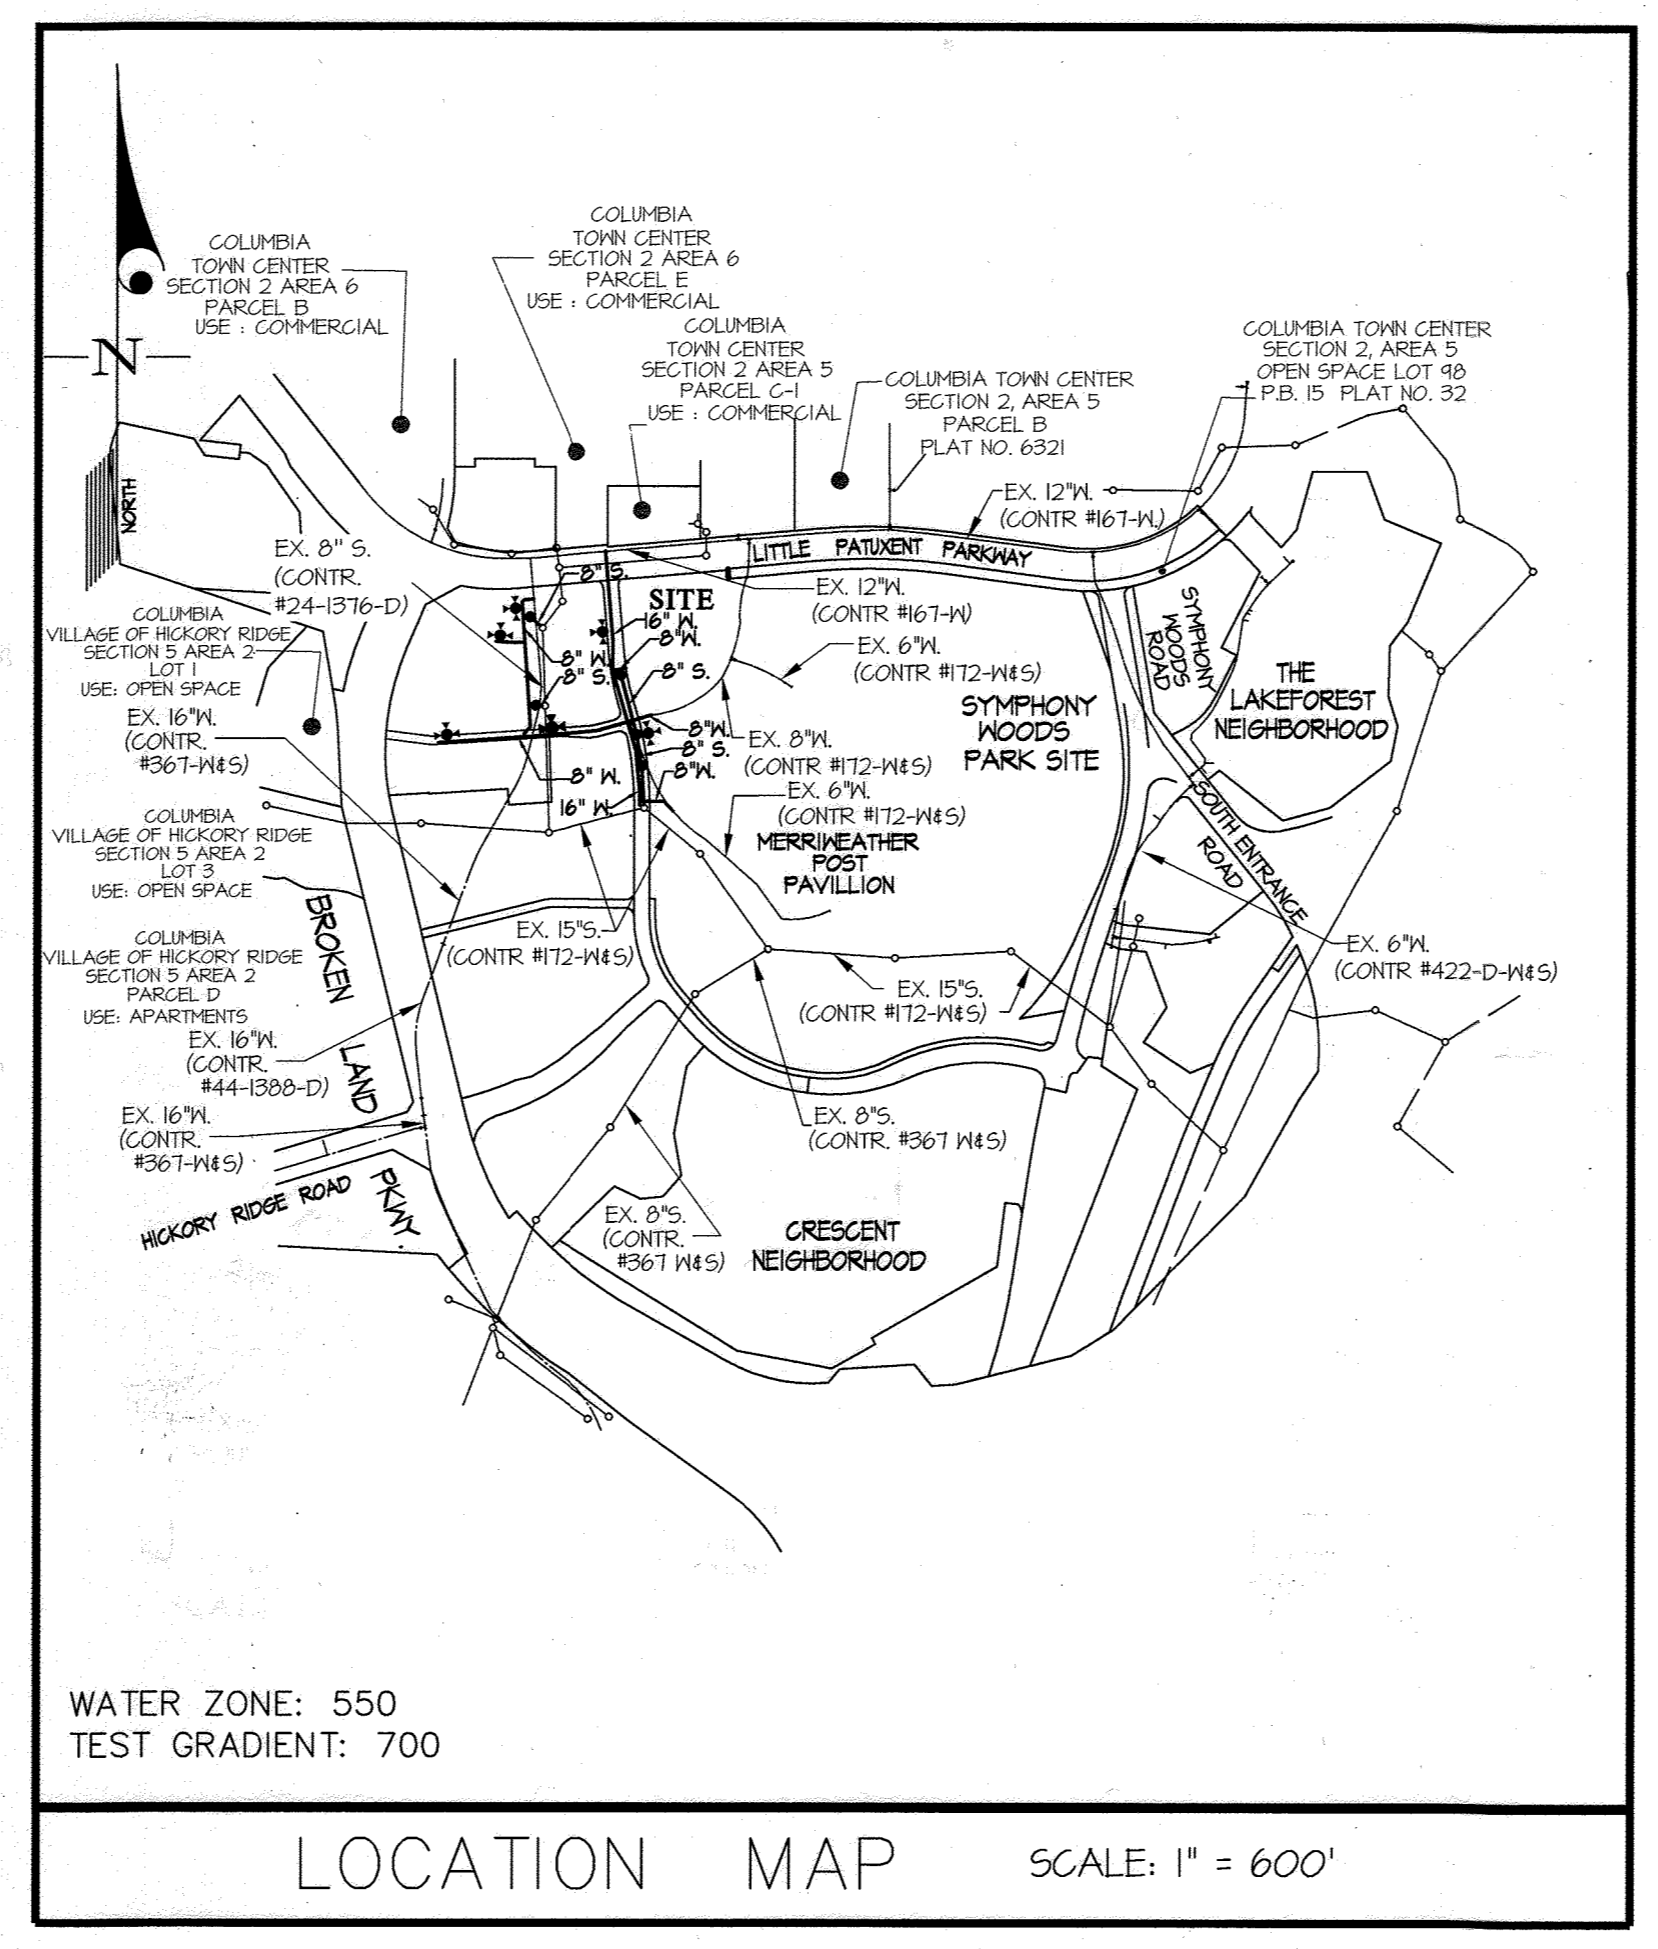 COLUMBIA
TOWN CENTER
SECTION 2 AREA 6
PARCEL B
USE : COMMERCIAL
COLUMBIA
TOWN CENTER
SECTION 2 AREA 6
PARCEL E
USE : COMMERCIAL
COLUMBIA
TOWN CENTER
SECTION 2 AREA 5
PARCEL C-1
USE : COMMERCIAL
COLUMBIA TOWN CENTER
SECTION 2, AREA 5
PARCEL B
PLAT NO. 6321
COLUMBIA TOWN CENTER
SECTION 2, AREA 5
OPEN SPACE LOT 98
P.B. 15 PLAT NO. 32
N
NORTH
EX. 12"W.
(CONTR #167-W.)
LITTLE PATUXENT PARKWAY
EX. 8" S.
(CONTR.
#24-1376-D)
8" S.
SITE
16" W.
8"W.
8" W.
8" S.
8" S.
EX. 12"W.
(CONTR #167-W)
EX. 6"W.
(CONTR #172-W&S)
SYMPHONY
WOODS
ROAD
THE
LAKEFOREST
NEIGHBORHOOD
SYMPHONY
WOODS
PARK SITE
COLUMBIA
VILLAGE OF HICKORY RIDGE
SECTION 5 AREA 2
LOT 1
USE: OPEN SPACE
EX. 16"W.
(CONTR.
#367-W&S)
8"W.
8" S.
8"W.
8" W.
16" W.
EX. 8"W.
(CONTR #172-W&S)
EX. 6"W.
(CONTR #172-W&S)
MERRIWEATHER
POST
PAVILLION
SOUTH ENTRANCE
ROAD
COLUMBIA
VILLAGE OF HICKORY RIDGE
SECTION 5 AREA 2
LOT 3
USE: OPEN SPACE
BROKEN
LAND
PKWY.
EX. 15"S.
(CONTR #172-W&S)
EX. 15"S.
(CONTR #172-W&S)
EX. 6"W.
(CONTR #422-D-W&S)
COLUMBIA
VILLAGE OF HICKORY RIDGE
SECTION 5 AREA 2
PARCEL D
USE: APARTMENTS
EX. 16"W.
(CONTR.
#44-1388-D)
EX. 16"W.
(CONTR.
#367-W&S)
HICKORY RIDGE ROAD
EX. 8"S.
(CONTR. #367 W&S)
EX. 8"S.
(CONTR.
#367 W&S)
CRESCENT
NEIGHBORHOOD
WATER ZONE: 550
TEST GRADIENT: 700
LOCATION MAP
SCALE: 1" = 600'